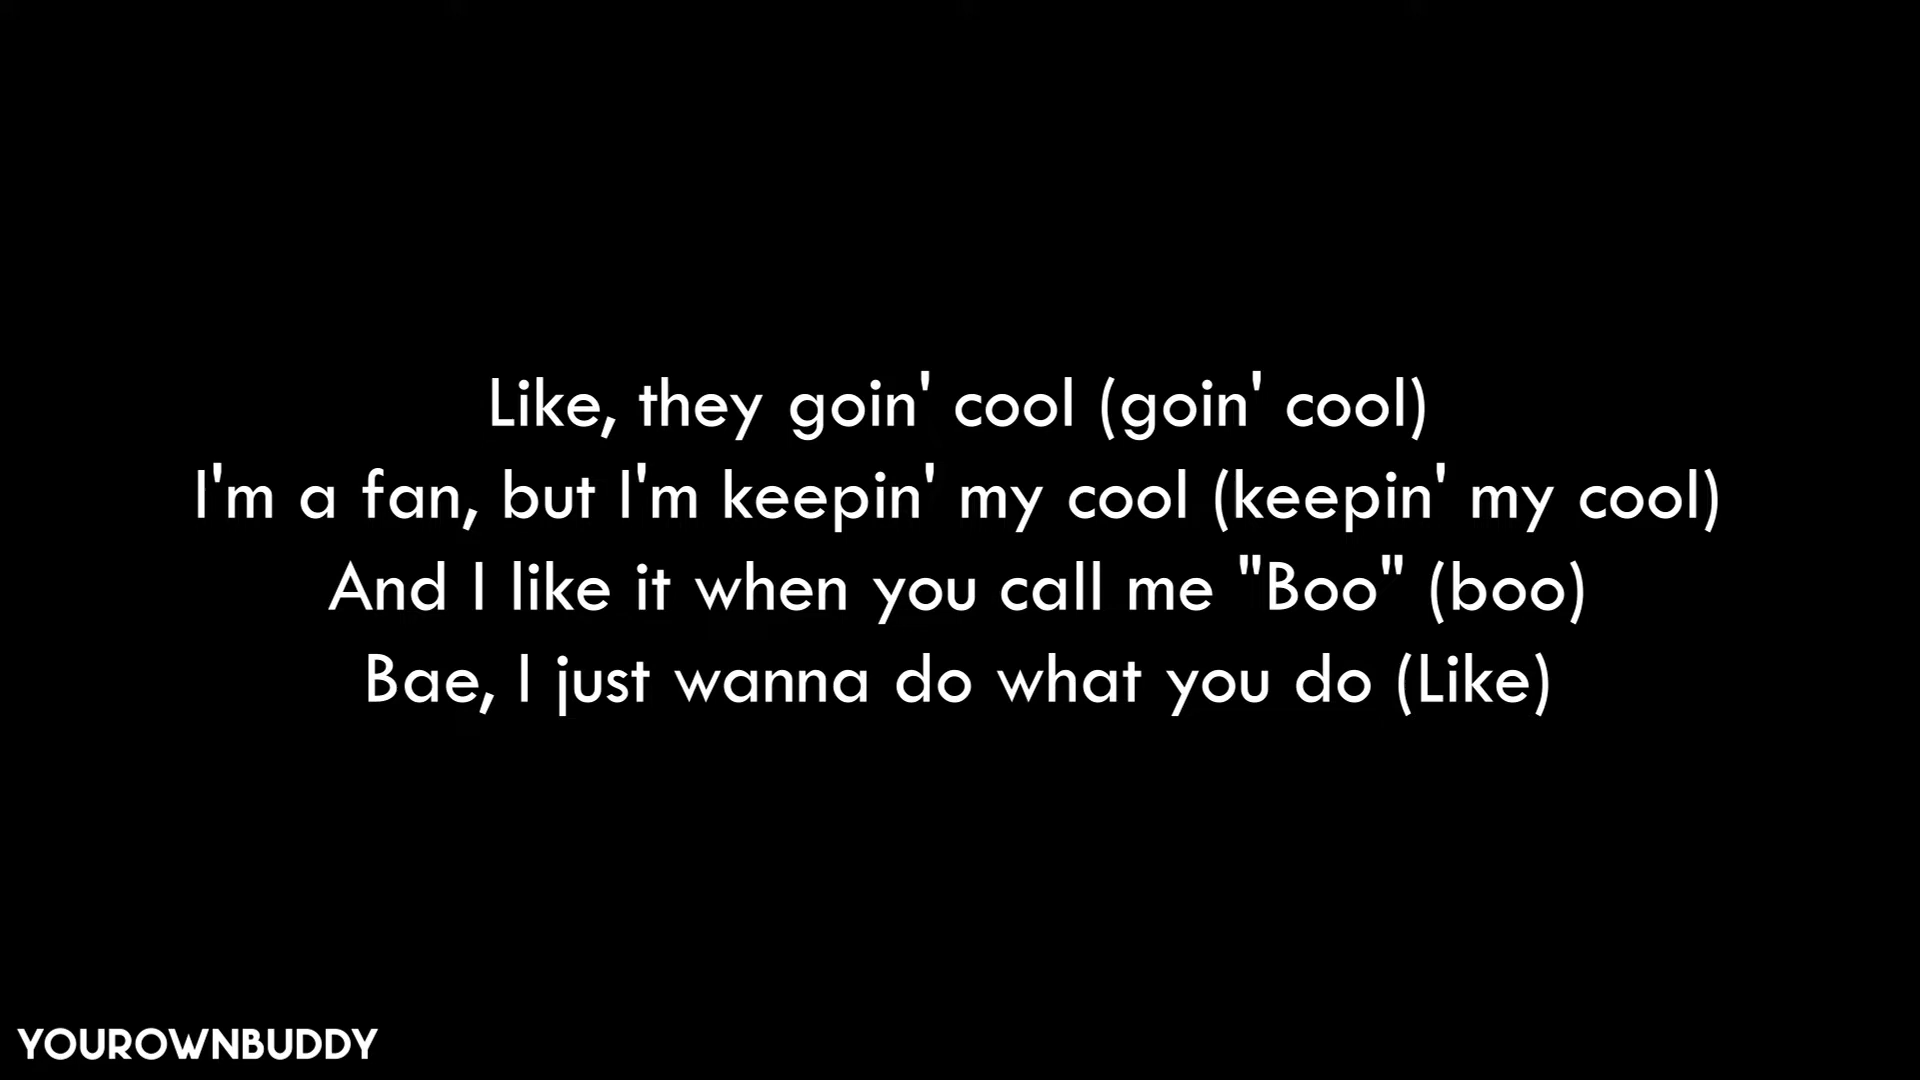 Like, they goin' cool (goin' cool)
I'm a fan, but I'm keepin' my cool (keepin' my cool)
And I like it when you call me "Boo" (boo)
Bae, I just wanna do what you do (Like)
YOUROWNBUDDY